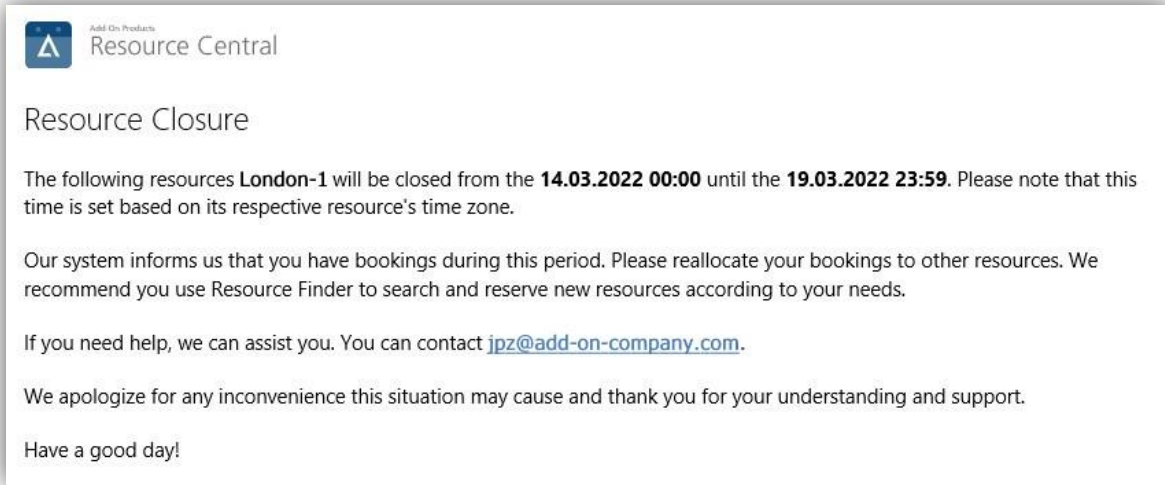 Add-On Products
Resource Central
Resource Closure
The following resources London-1 will be closed from the 14.03.2022 00:00 until the 19.03.2022 23:59. Please note that this
time is set based on its respective resource's time zone.
Our system informs us that you have bookings during this period. Please reallocate your bookings to other resources. We
recommend you use Resource Finder to search and reserve new resources according to your needs.
If you need help, we can assist you. You can contact jpz@add-on-company.com.
We apologize for any inconvenience this situation may cause and thank you for your understanding and support.
Have a good day!